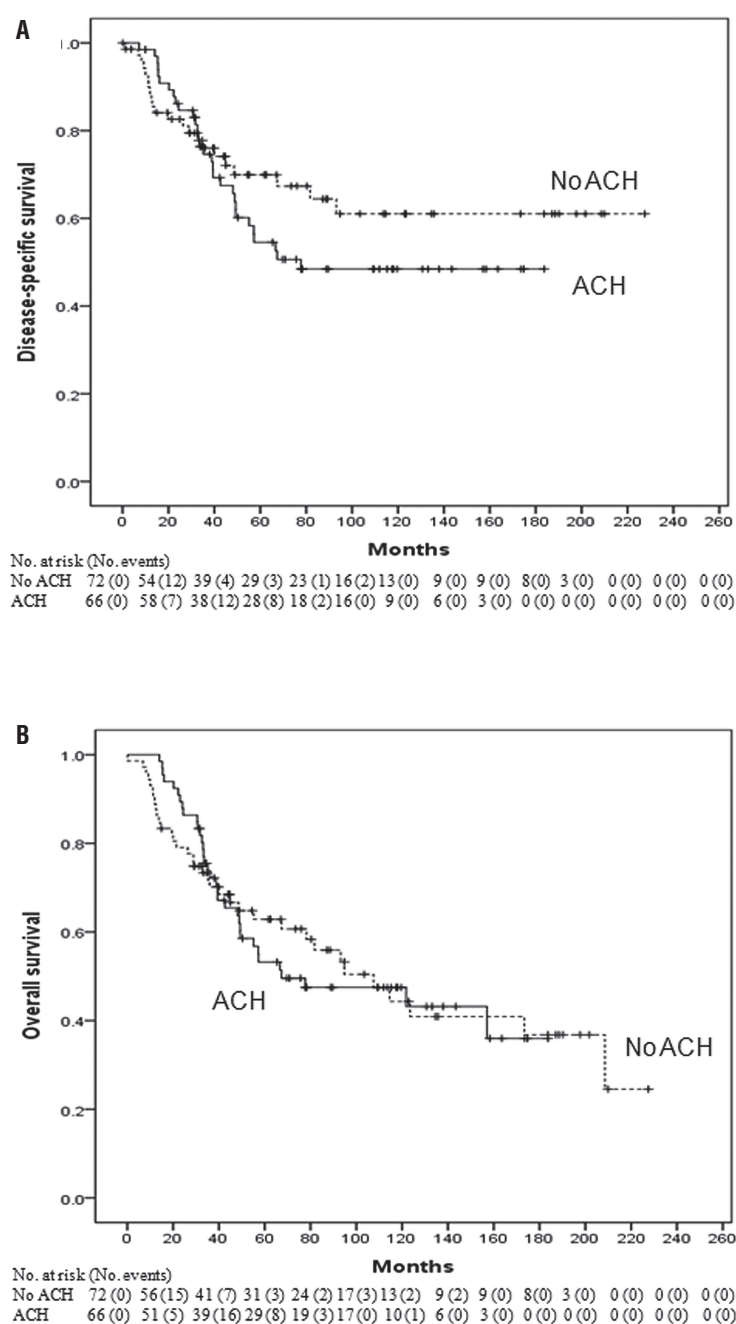 A
1.0
0.8
0.6
0.4
0.2
0.0
Disease-specific survival
No ACH
ACH
0 20 40 60 80 100 120 140 160 180 200 220 240 260
Months
No. at risk (No. events)
No ACH 72 (0) 54 (12) 39 (4) 29 (3) 23 (1) 16 (2) 13 (0) 9 (0) 9 (0) 8(0) 3 (0) 0 (0) 0 (0) 0 (0)
ACH 66 (0) 58 (7) 38 (12) 28 (8) 18 (2) 16 (0) 9 (0) 6 (0) 3 (0) 0 (0) 0 (0) 0 (0) 0 (0) 0 (0)
B
1.0
0.8
0.6
0.4
0.2
0.0
Overall survival
ACH
No ACH
0 20 40 60 80 100 120 140 160 180 200 220 240 260
Months
No. at risk (No. events)
No ACH 72 (0) 56 (15) 41 (7) 31 (3) 24 (2) 17 (3) 13 (2) 9 (2) 9 (0) 8(0) 3 (0) 0 (0) 0 (0) 0 (0)
ACH 66 (0) 51 (5) 39 (16) 29 (8) 19 (3) 17 (0) 10 (1) 6 (0) 3 (0) 0 (0) 0 (0) 0 (0) 0 (0) 0 (0)